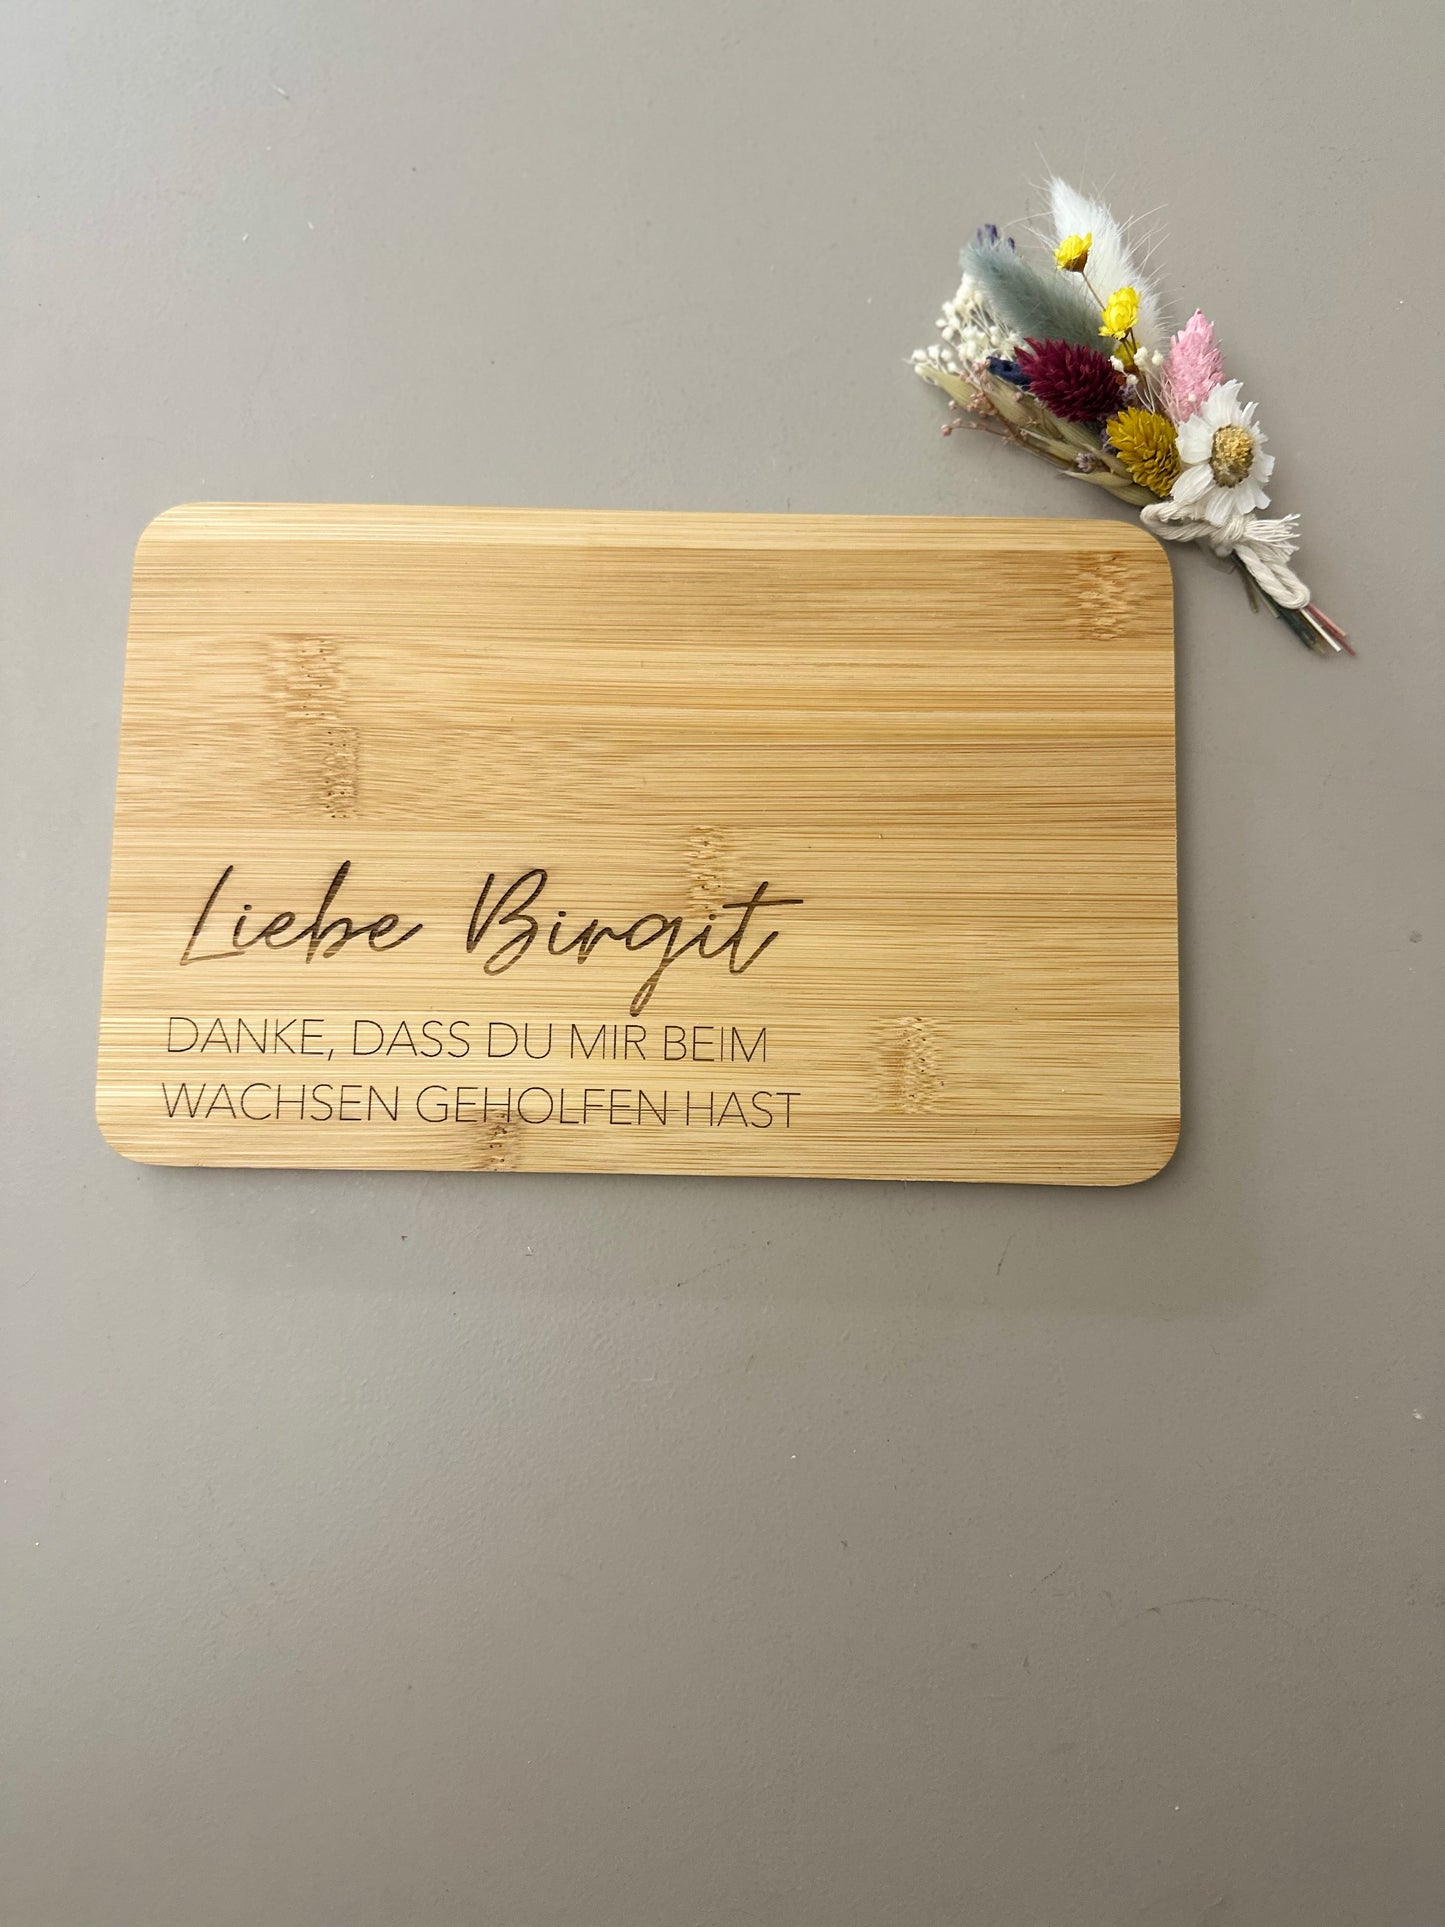 Liebe Birgit
DANKE, DASS DU MIR BEIM
WACHSEN GEHOLFEN HAST